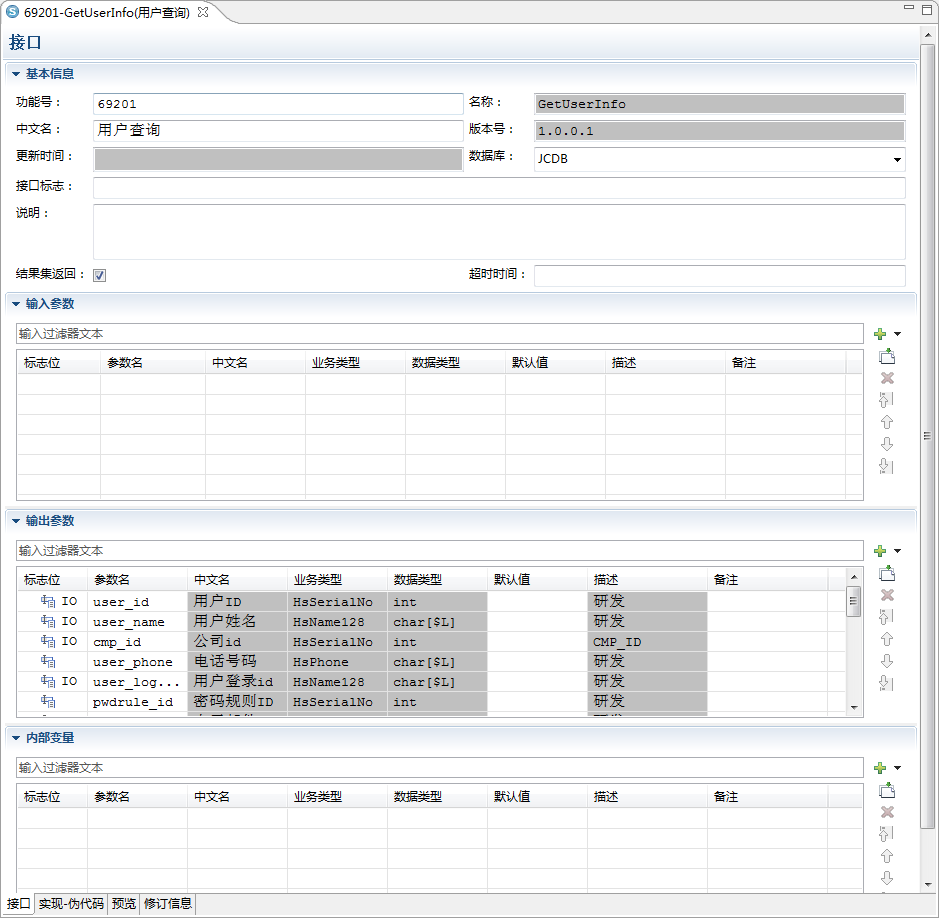 69201-GetUserInfo(用户查询)
接口
基本信息
功能号： 69201 名称： GetUserInfo
中文名： 用户查询 版本号： 1.0.0.1
更新时间： 数据库： JCDB
接口标志：
说明：
结果集返回： 超时时间：
输入参数
输入过滤器文本
标志位 参数名 中文名 业务类型 数据类型 默认值 描述 备注
输出参数
输入过滤器文本
标志位 参数名 中文名 业务类型 数据类型 默认值 描述 备注
IO user_id 用户ID HsSerialNo int 研发
IO user_name 用户姓名 HsName128 char[$L] 研发
IO cmp_id 公司id HsSerialNo int CMP_ID
user_phone 电话号码 HsPhone char[$L] 研发
IO user_log... 用户登录id HsName128 char[$L] 研发
pwdrule_id 密码规则ID HsSerialNo int 研发
内部变量
输入过滤器文本
标志位 参数名 中文名 业务类型 数据类型 默认值 描述 备注
接口 实现-伪代码 预览 修订信息